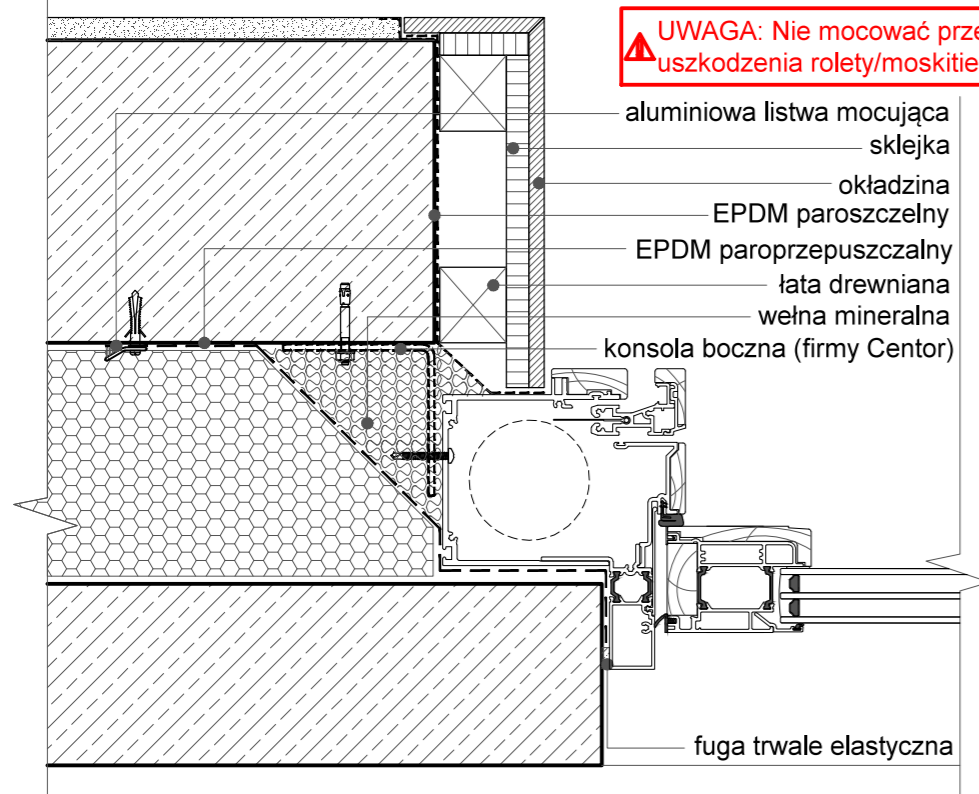 UWAGA: Nie mocować prze
uszkodzenia rolety/moskitie
aluminiowa listwa mocująca
sklejka
okładzina
EPDM paroszczelny
EPDM paroprzepuszczalny
łata drewniana
wełna mineralna
konsola boczna (firmy Centor)
fuga trwale elastyczna